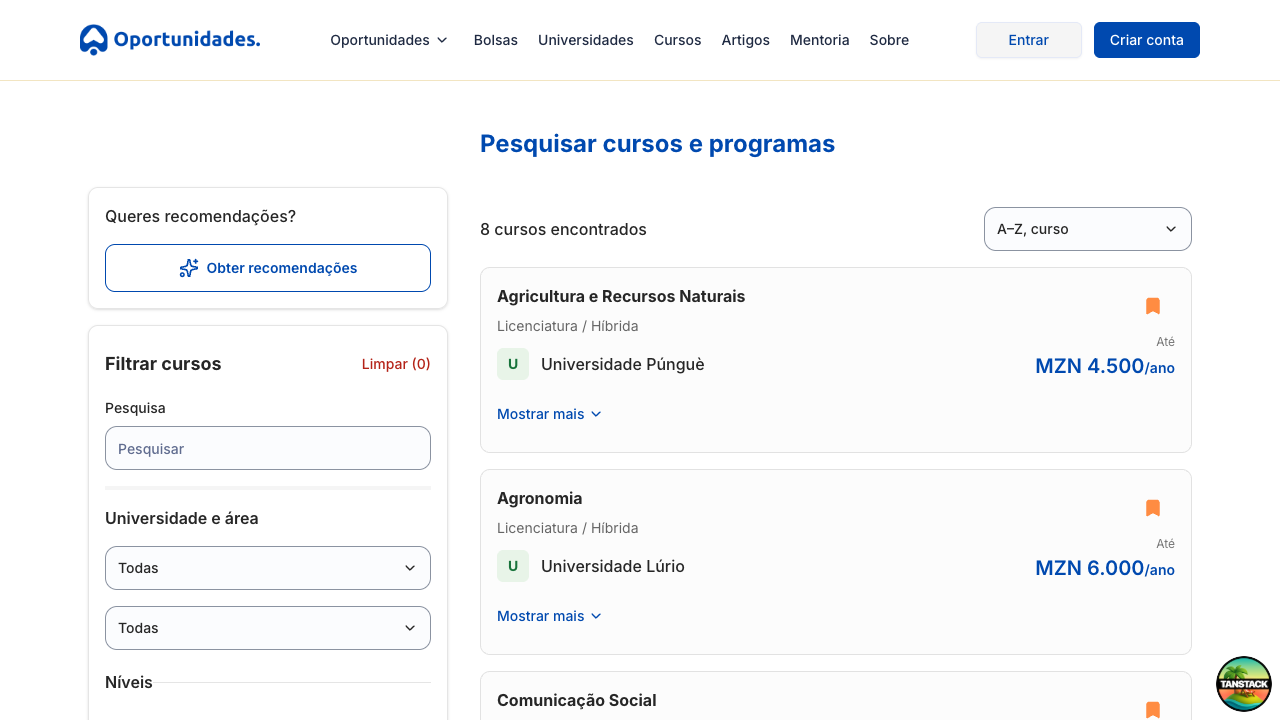 Oportunidades.
Oportunidades
Bolsas
Universidades
Cursos
Artigos
Mentoria
Sobre
Entrar
Criar conta
Pesquisar cursos e programas
Queres recomendações?
Obter recomendações
Filtrar cursos
Limpar (0)
Pesquisa
Pesquisar
Universidade e área
Todas
Todas
Níveis
8 cursos encontrados
A–Z, curso
Agricultura e Recursos Naturais
Licenciatura / Híbrida
U
Universidade Púnguè
Até
MZN 4.500/ano
Mostrar mais
Agronomia
Licenciatura / Híbrida
U
Universidade Lúrio
Até
MZN 6.000/ano
Mostrar mais
Comunicação Social
TANSTACK